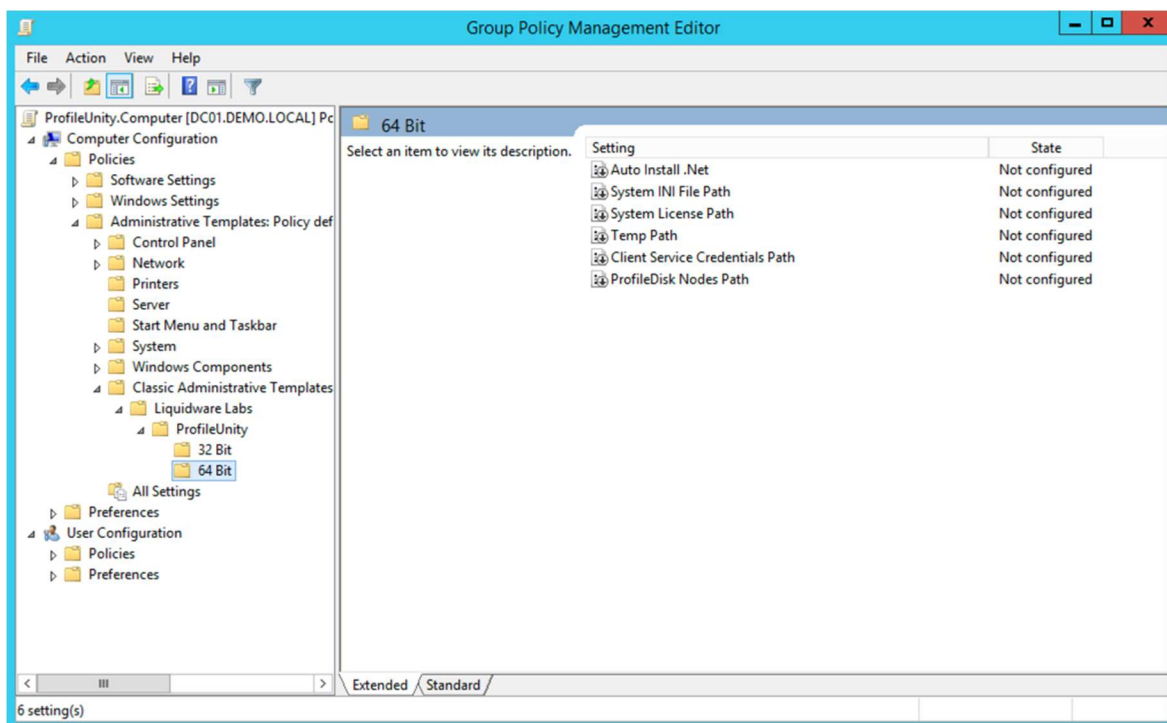 Group Policy Management Editor
File Action View Help
ProfileUnity.Computer [DC01.DEMO.LOCAL] Pc
Computer Configuration
Policies
Software Settings
Windows Settings
Administrative Templates: Policy def
Control Panel
Network
Printers
Server
Start Menu and Taskbar
System
Windows Components
Classic Administrative Templates
Liquidware Labs
ProfileUnity
32 Bit
64 Bit
All Settings
Preferences
User Configuration
Policies
Preferences
64 Bit
Select an item to view its description.
Setting State
Auto Install .Net Not configured
System INI File Path Not configured
System License Path Not configured
Temp Path Not configured
Client Service Credentials Path Not configured
ProfileDisk Nodes Path Not configured
Extended Standard
6 setting(s)